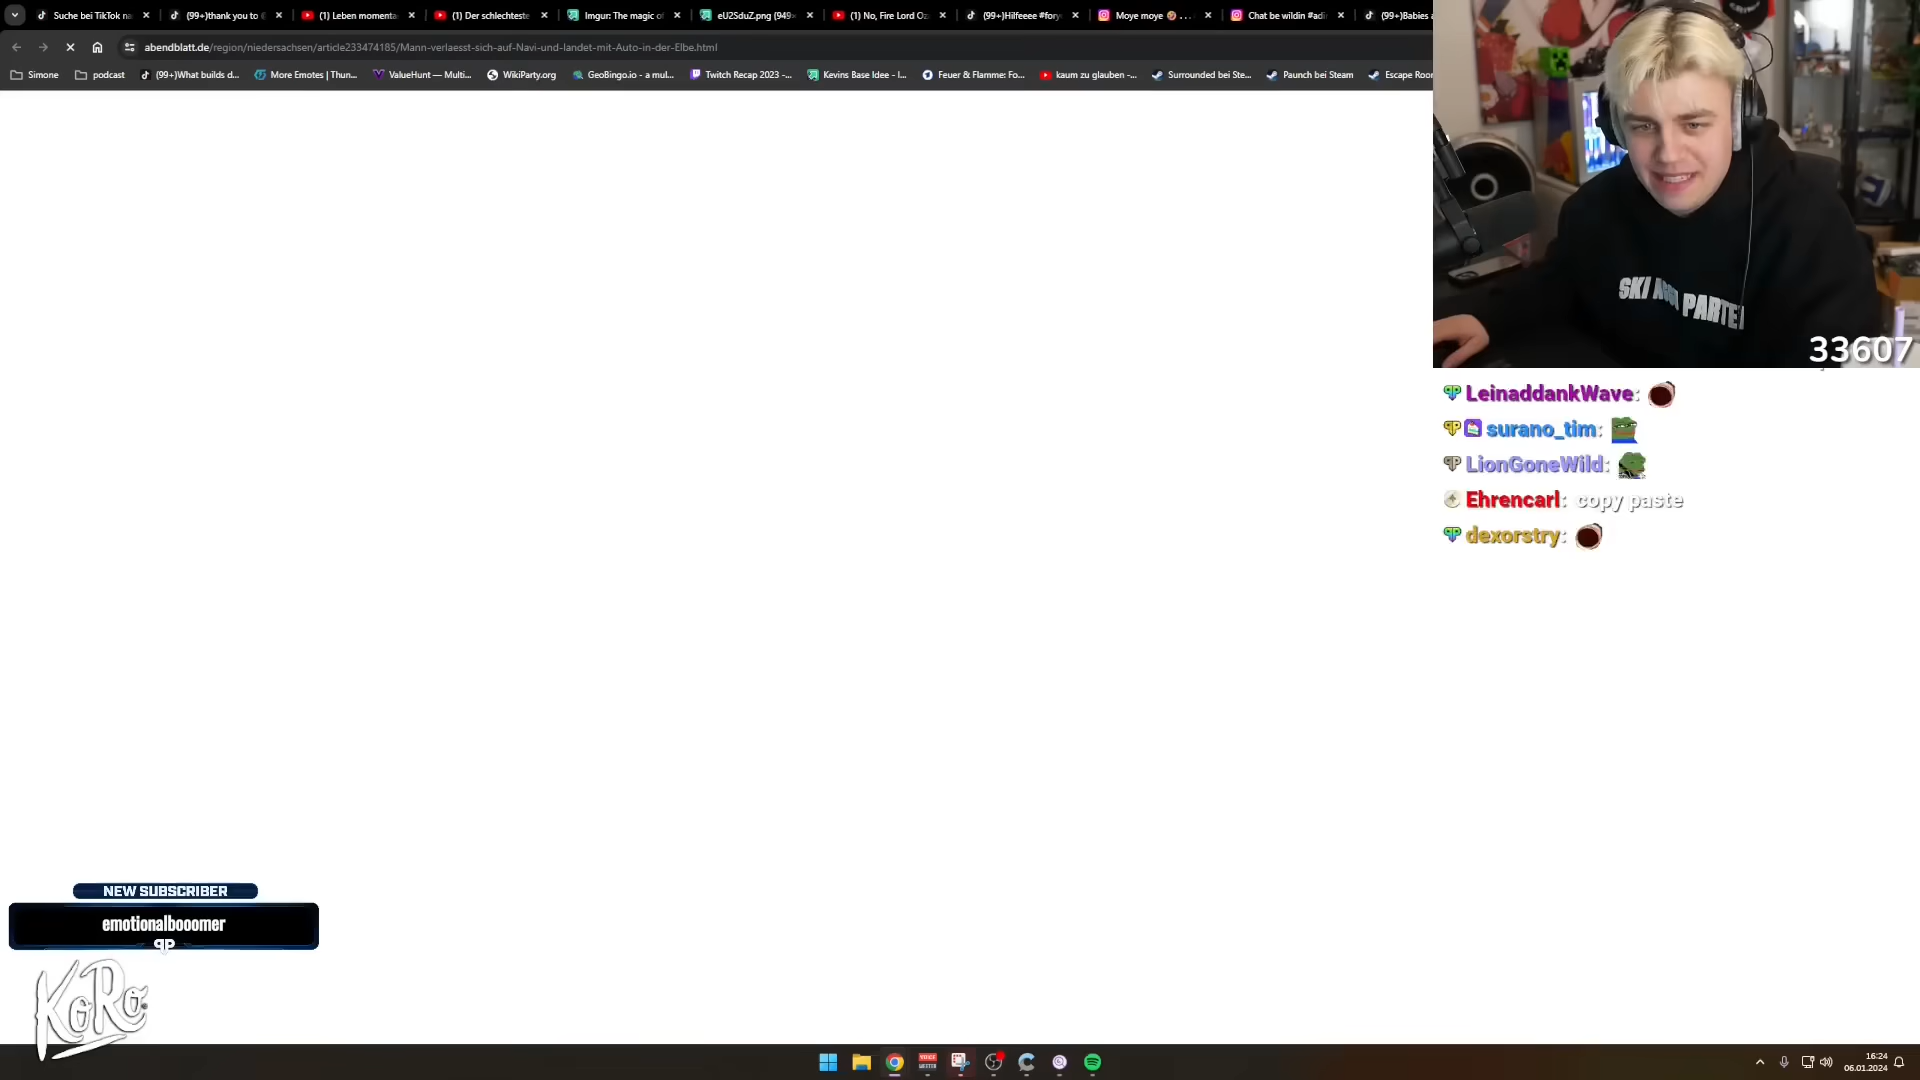 Suche bei TikTok na
(99+)thank you to
(1) Leben momenta
(1) Der schlechteste
Imgur: The magic of
eU2SduZ.png (949×
(1) No, Fire Lord Oz
(99+)Hilfeeee #fory
Moye moye 🤣 . . .
Chat be wildin #adi
(99+)Babies a
abendblatt.de/region/niedersachsen/article233474185/Mann-verlaesst-sich-auf-Navi-und-landet-mit-Auto-in-der-Elbe.html
Simone
podcast
(99+)What builds d...
More Emotes | Thun...
ValueHunt — Multi...
WikiParty.org
GeoBingo.io - a mul...
Twitch Recap 2023 –...
Kevins Base Idee - I...
Feuer & Flamme: Fo...
kaum zu glauben -...
Surrounded bei Ste...
Paunch bei Steam
Escape Roo
PARTE
33607
LeinaddankWave:
surano_tim:
LionGoneWild:
Ehrencarl: copy paste
dexorstry:
NEW SUBSCRIBER
emotionalbooomer
KoRo
16:24
06.01.2024